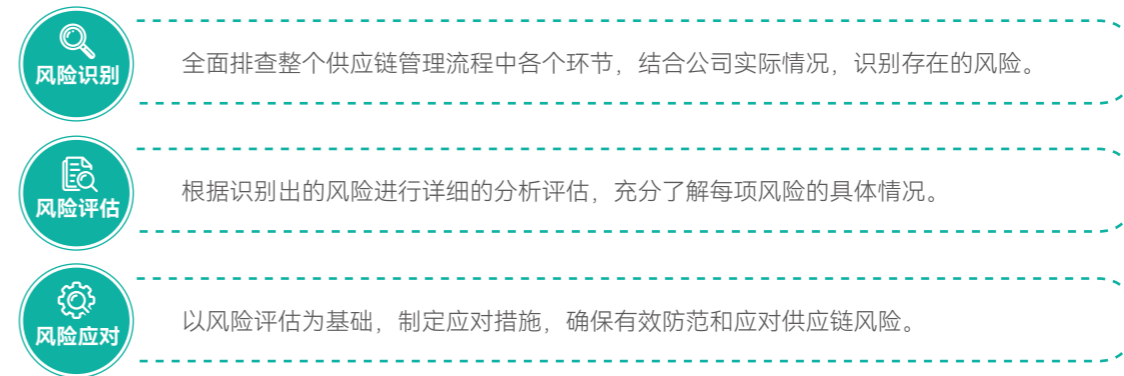 风险识别
全面排查整个供应链管理流程中各个环节，结合公司实际情况，识别存在的风险。
风险评估
根据识别出的风险进行详细的分析评估，充分了解每项风险的具体情况。
风险应对
以风险评估为基础，制定应对措施，确保有效防范和应对供应链风险。